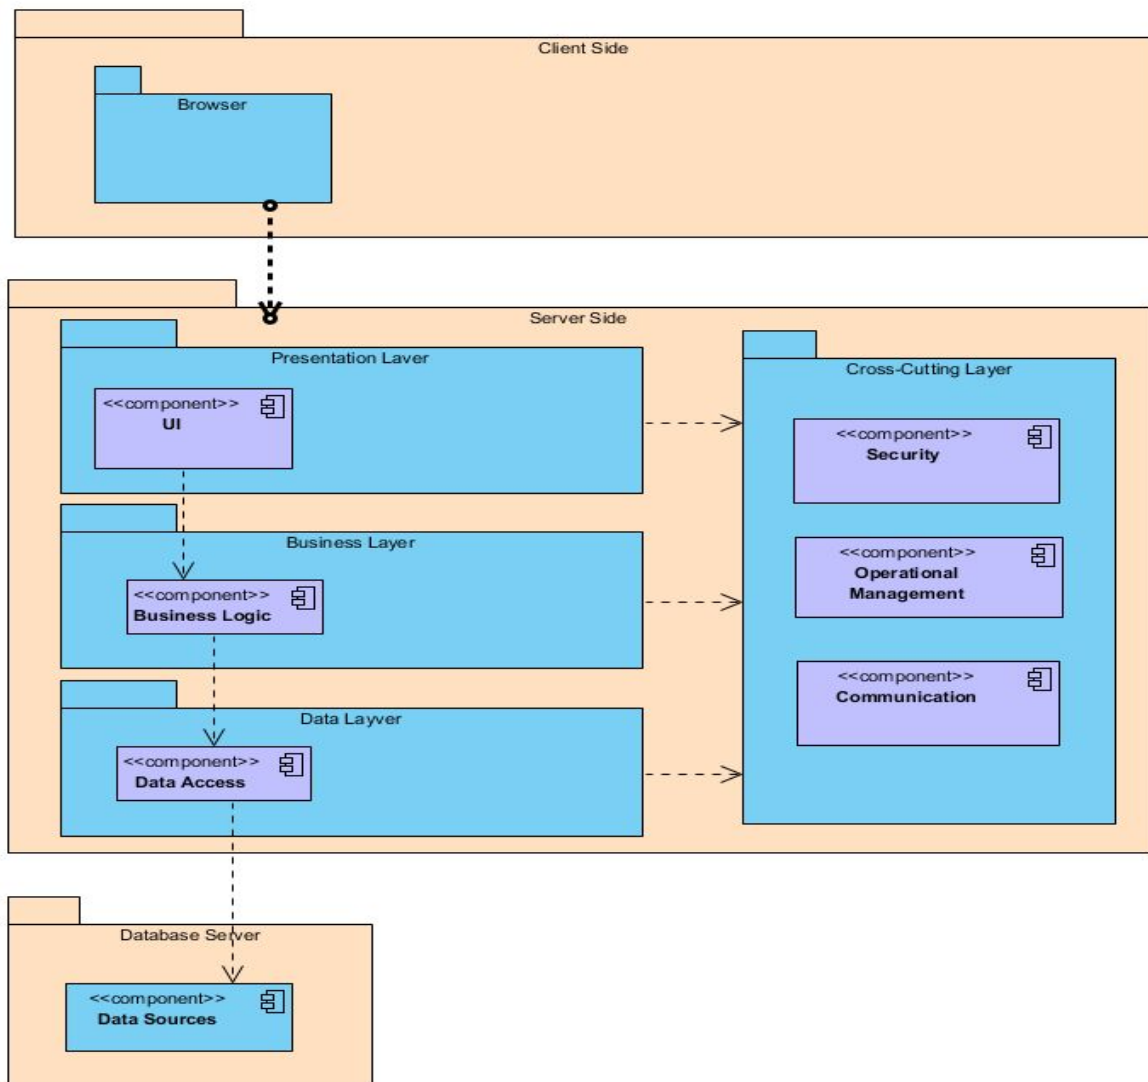 Client Side
Browser
Server Side
Presentation Laver
<<component>>
UI
Business Layer
<<component>>
Business Logic
Data Layver
<<component>>
Data Access
Cross-Cutting Layer
<<component>>
Security
<<component>>
Operational
Management
<<component>>
Communication
Database Server
<<component>>
Data Sources